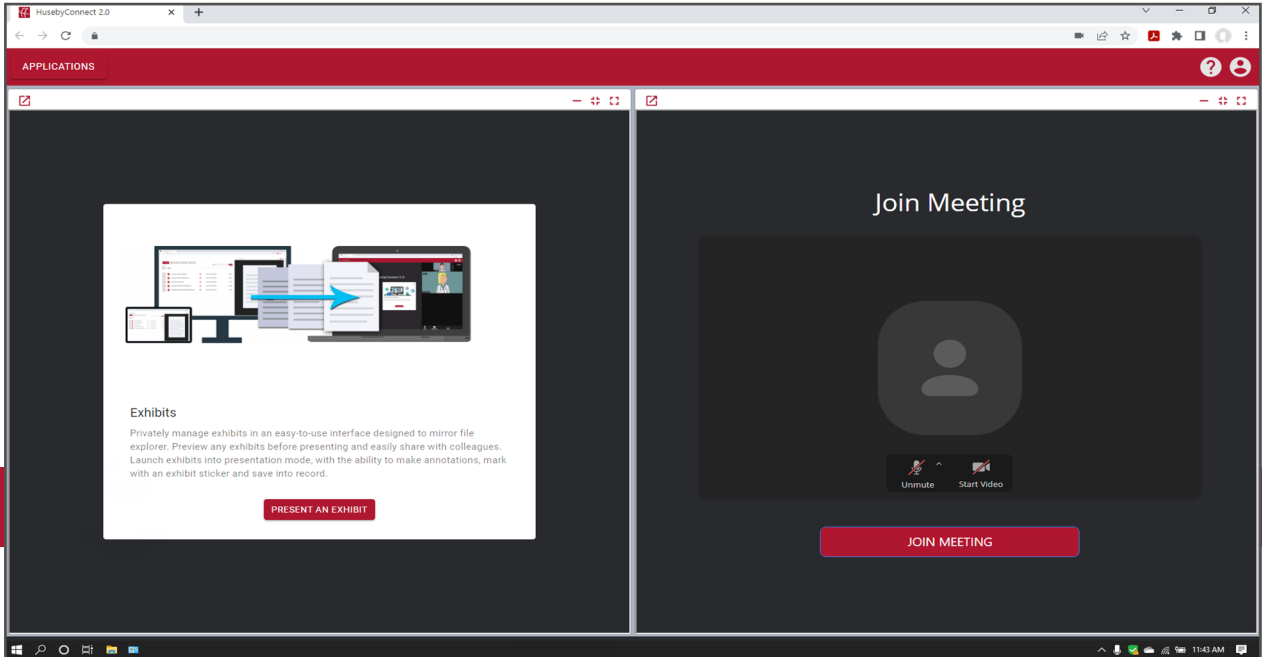 HusebyConnect 2.0
APPLICATIONS
Exhibits
Privately manage exhibits in an easy-to-use interface designed to mirror file
explorer. Preview any exhibits before presenting and easily share with colleagues.
Launch exhibits into presentation mode, with the ability to make annotations, mark
with an exhibit sticker and save into record.
PRESENT AN EXHIBIT
Join Meeting
Unmute
Start Video
JOIN MEETING
11:43 AM